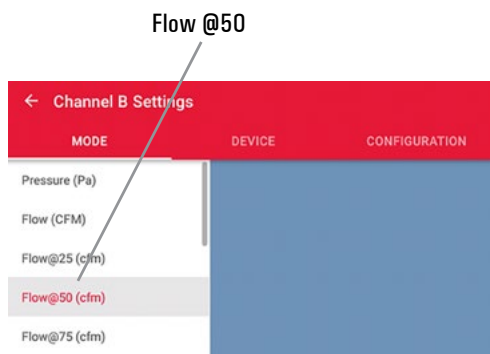 Flow @50
← Channel B Settings
MODE DEVICE CONFIGURATION
Pressure (Pa)
Flow (CFM)
Flow@25 (cfm)
Flow@50 (cfm)
Flow@75 (cfm)